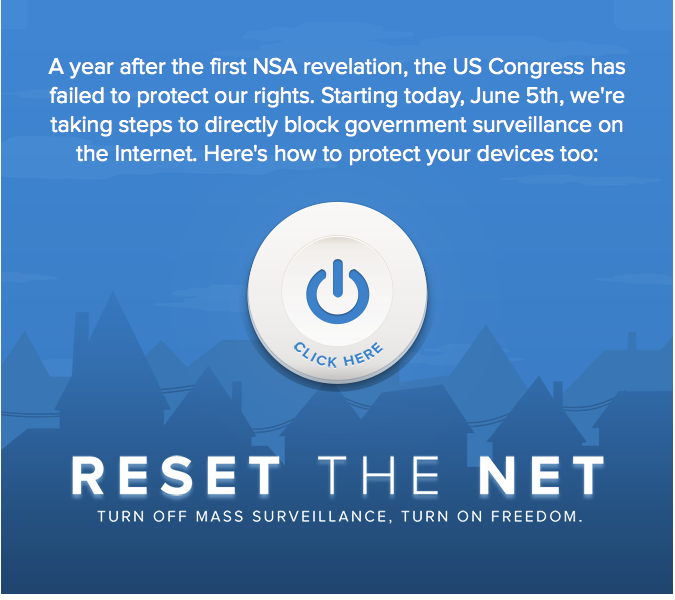 A year after the first NSA revelation, the US Congress has
failed to protect our rights. Starting today, June 5th, we're
taking steps to directly block government surveillance on
the Internet. Here's how to protect your devices too:
CLICK HERE
RESET THE NET
TURN OFF MASS SURVEILLANCE, TURN ON FREEDOM.